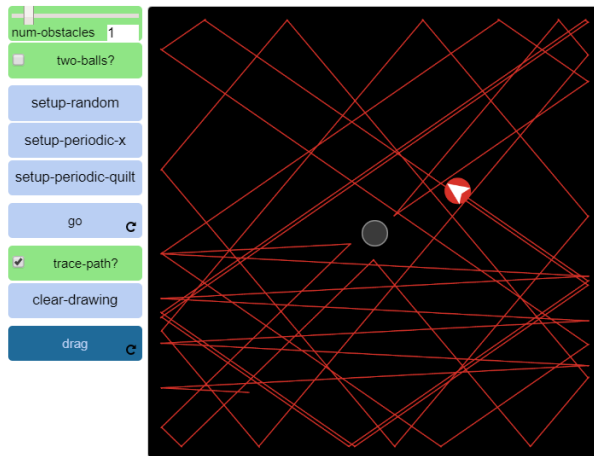 num-obstacles 1
two-balls?
setup-random
setup-periodic-x
setup-periodic-quilt
go
trace-path?
clear-drawing
drag